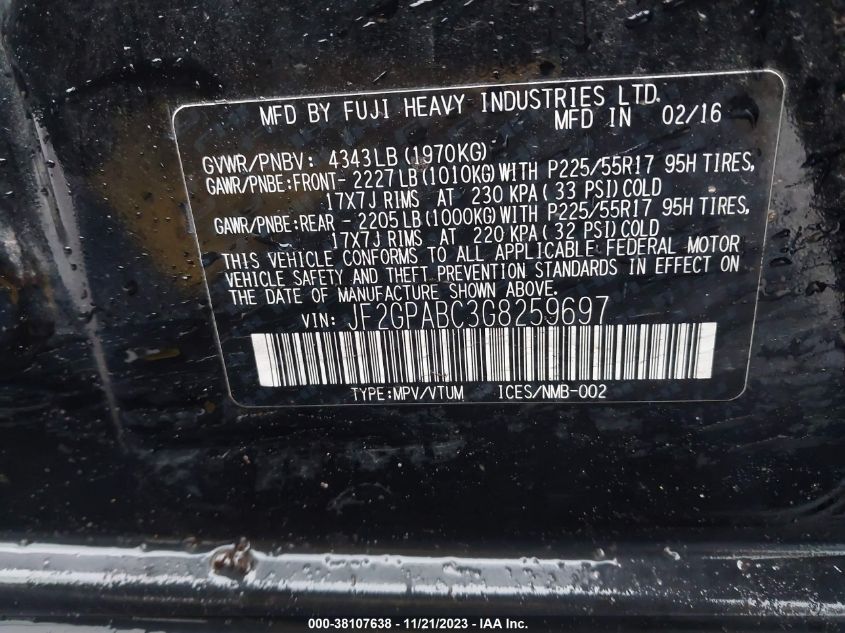 MFD BY FUJI HEAVY INDUSTRIES LTD.
MFD IN 02/16
GVWR/PNBV: 4343LB(1970KG)
GAWR/PNBE:FRONT- 2227LB(1010KG)WITH P225/55R17 95H TIRES,
17X7J RIMS AT 230 KPA(33 PSI)COLD
GAWR/PNBE:REAR - 2205LB(1000KG)WITH P225/55R17 95H TIRES,
17X7J RIMS AT 220 KPA(32 PSI)COLD
THIS VEHICLE CONFORMS TO ALL APPLICABLE FEDERAL MOTOR
VEHICLE SAFETY AND THEFT PREVENTION STANDARDS IN EFFECT ON
THE DATE OF MANUFACTURE SHOWN ABOVE.
VIN: JF2GPABC3G8259697
TYPE:MPV/VTUM ICES/NMB-002
000-38107638 - 11/21/2023 - IAA Inc.